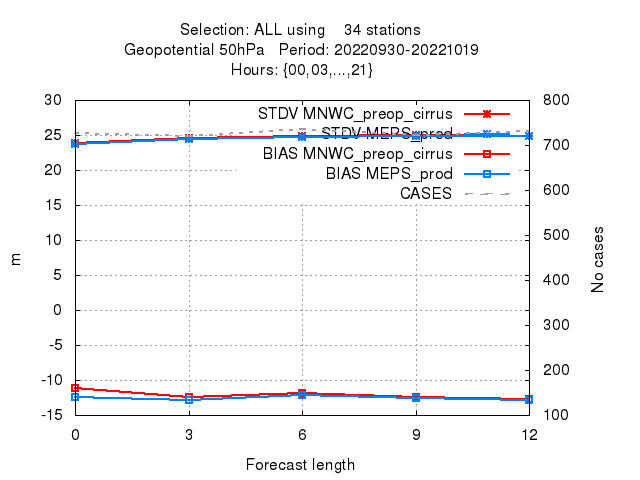 Selection: ALL using 34 stations
Geopotential 50hPa Period: 20220930-20221019
Hours: {00,03,...,21}
30 800
STDV MNWC_preop_cirrus
25 STDV MEPS_prod 700
BIAS MNWC_preop_cirrus
20 BIAS MEPS_prod
CASES 600
15
10 500
m 5 400 No cases
0 300
-5
-10 200
-15 100
0 3 6 9 12
Forecast length